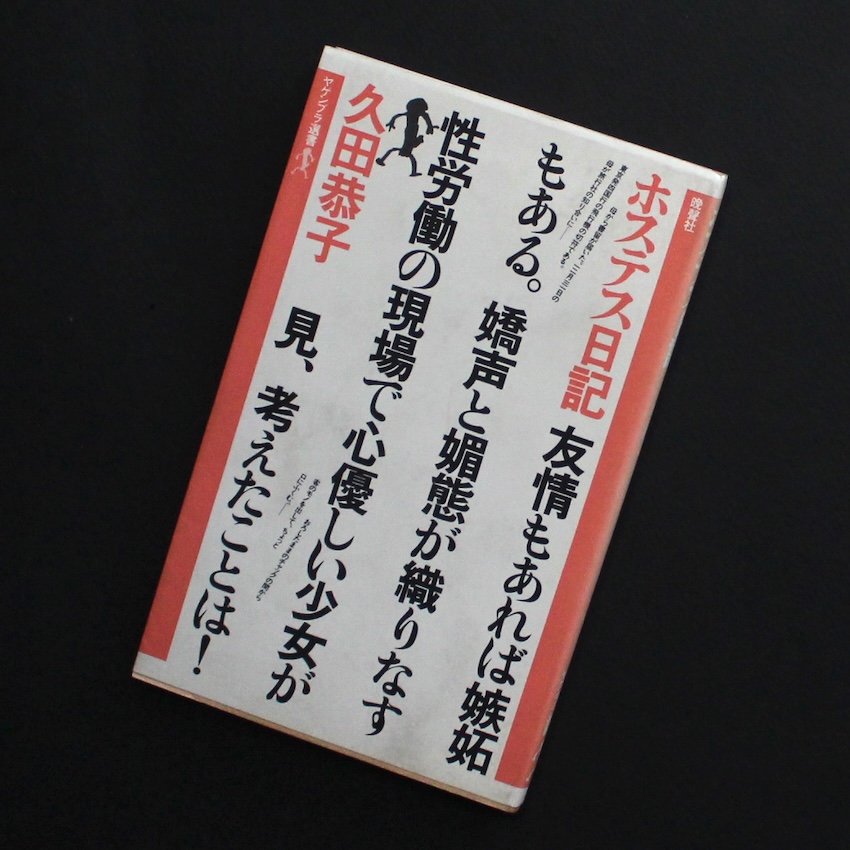 晩聲社
ホステス日記
友情もあれば嫉妬
もある。嬌声と媚態が織りなす
性労働の現場で心優しい少女が
見、考えたことは！
久田恭子
ヤゲンブラ選書